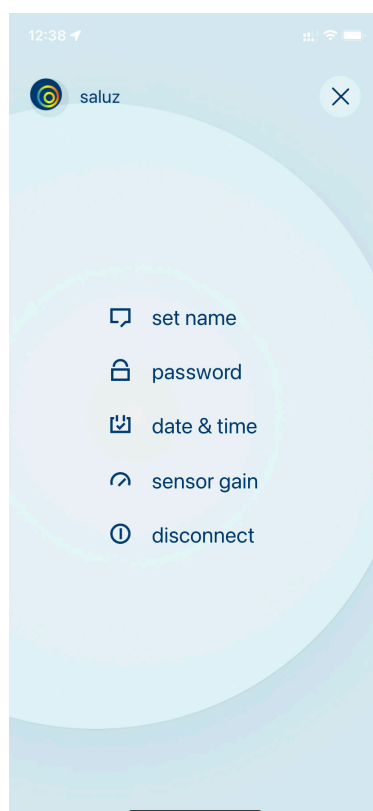 12:38
saluz
set name
password
date & time
sensor gain
disconnect